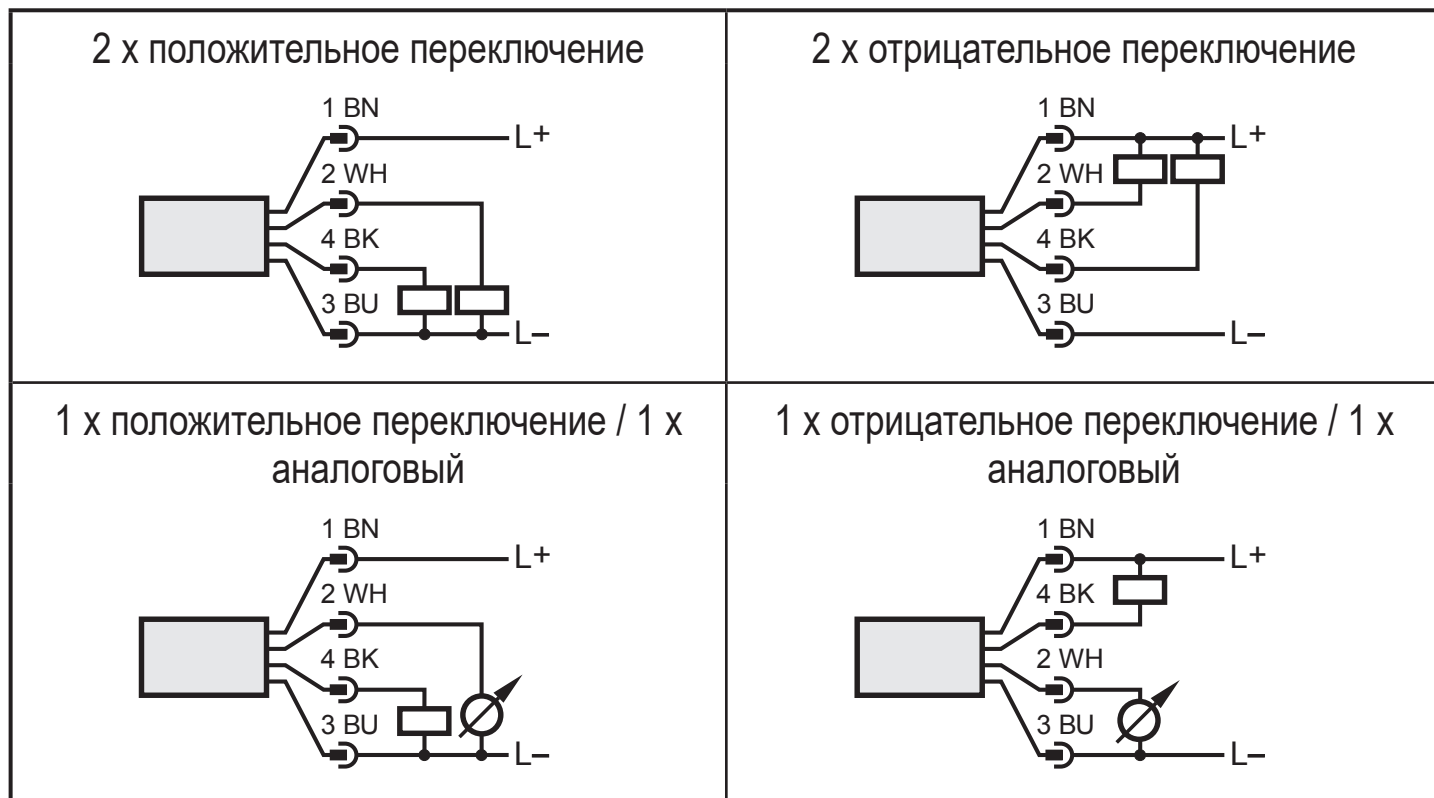 2 x положительное переключение
1 BN
L+
2 WH
4 BK
3 BU
L–
2 x отрицательное переключение
1 BN
L+
2 WH
4 BK
3 BU
L–
1 x положительное переключение / 1 x
аналоговый
1 BN
L+
2 WH
4 BK
3 BU
L–
1 x отрицательное переключение / 1 x
аналоговый
1 BN
L+
4 BK
2 WH
3 BU
L–